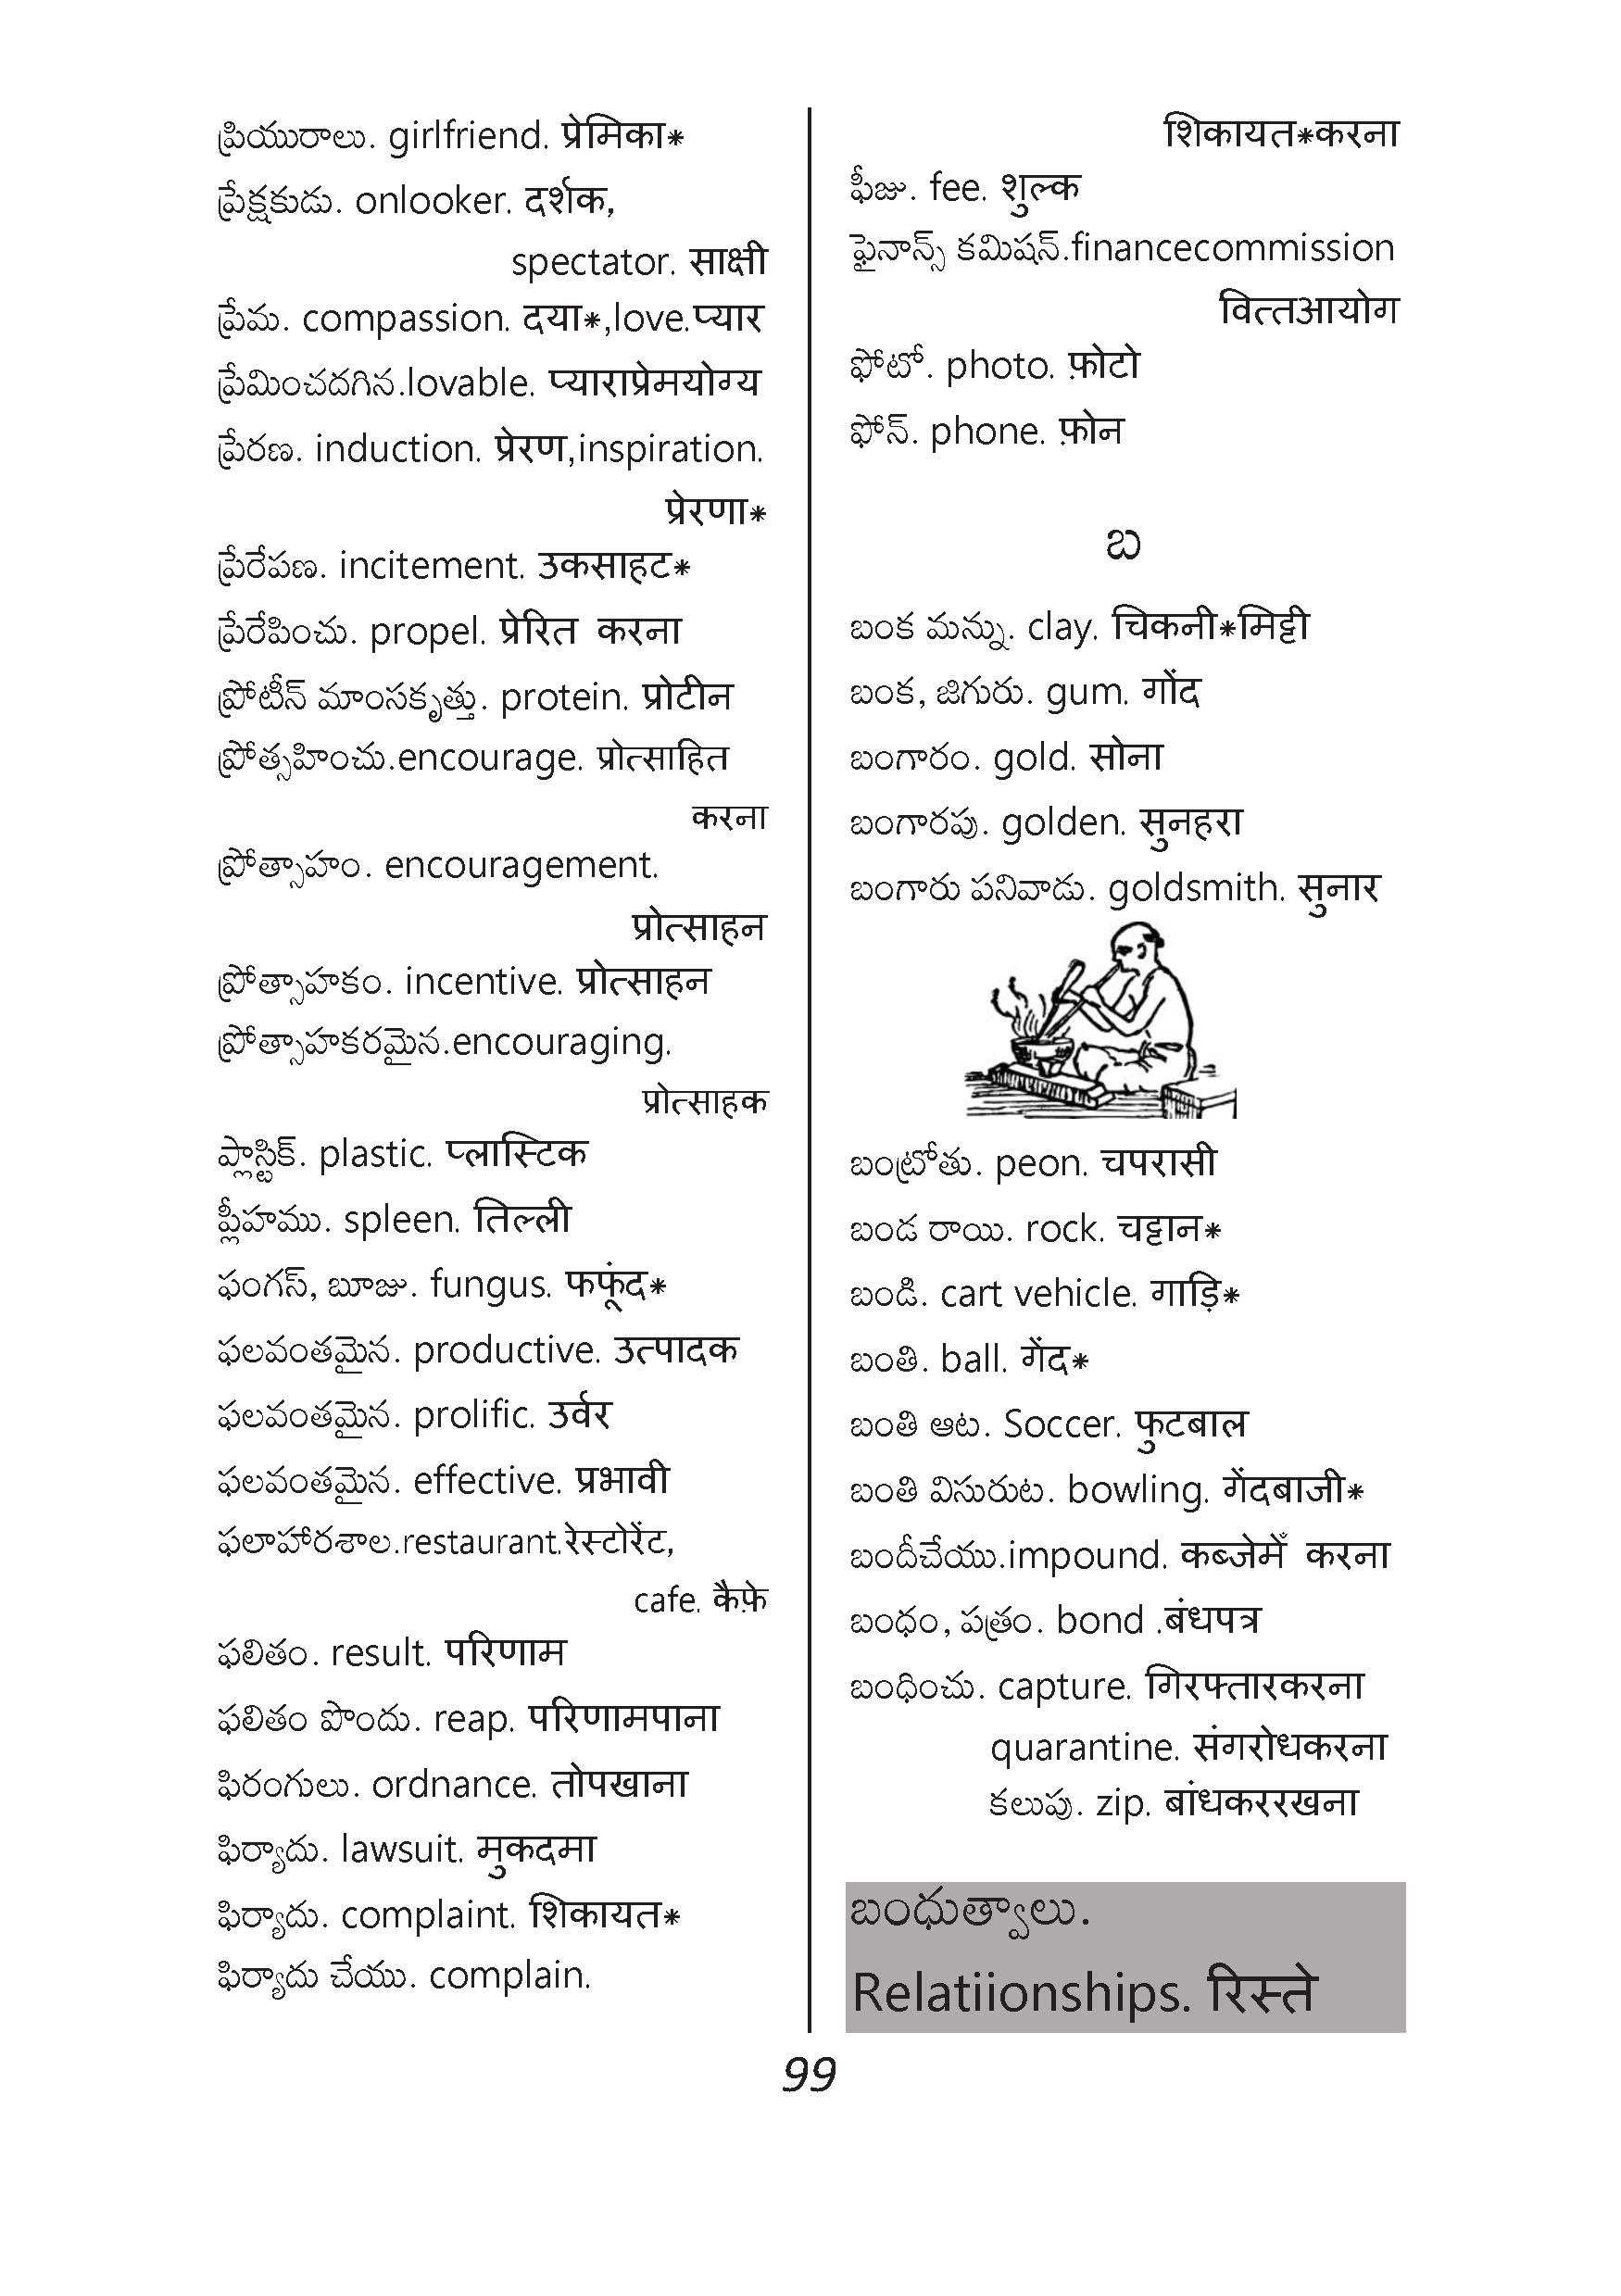 ప్రియురాలు. girlfriend. प्रेमिका*
ప్రేక్షకుడు. onlooker. दर्शक,
spectator. साक्षी
ప్రేమ. compassion. दया*,love.प्यार
ప్రేమించదగిన.lovable. प्याराप्रेमयोग्य
ప్రేరణ. induction. प्रेरण,inspiration.
प्रेरणा*
ప్రేరేపణ. incitement. उकसाहट*
ప్రేరేపించు. propel. प्रेरित करना
ప్రోటీన్ మాంసకృత్తు. protein. प्रोटीन
ప్రోత్సహించు.encourage. प्रोत्साहित
करना
ప్రోత్సాహం. encouragement.
प्रोत्साहन
ప్రోత్సాహకం. incentive. प्रोत्साहन
ప్రోత్సాహకరమైన.encouraging.
प्रोत्साहक
ప్లాస్టిక్. plastic. प्लास्टिक
ప్లీహము. spleen. तिल्ली
ఫంగస్, బూజు. fungus. फफूंद*
ఫలవంతమైన. productive. उत्पादक
ఫలవంతమైన. prolific. उर्वर
ఫలవంతమైన. effective. प्रभावी
ఫలాహారశాల.restaurant.रेस्टोरेंट,
cafe. कैफ़े
ఫలితం. result. परिणाम
ఫలితం పొందు. reap. परिणामपाना
ఫిరంగులు. ordnance. तोपखाना
ఫిర్యాదు. lawsuit. मुकदमा
ఫిర్యాదు. complaint. शिकायत*
ఫిర్యాదు చేయు. complain.
शिकायत*करना
ఫీజు. fee. शुल्क
ఫైనాన్స్ కమిషన్.financecommission
वित्तआयोग
ఫోటో. photo. फ़ोटो
ఫోన్. phone. फ़ोन
బ
బంక మన్ను. clay. चिकनी*मिट्टी
బంక, జిగురు. gum. गोंद
బంగారం. gold. सोना
బంగారపు. golden. सुनहरा
బంగారు పనివాడు. goldsmith. सुनार
బంట్రోతు. peon. चपरासी
బండ రాయి. rock. चट्टान*
బండి. cart vehicle. गाड़ि*
బంతి. ball. गेंद*
బంతి ఆట. Soccer. फुटबाल
బంతి విసురుట. bowling. गेंदबाजी*
బందీచేయు.impound. कब्जेमेँ करना
బంధం, పత్రం. bond .बंधपत्र
బంధించు. capture. गिरफ्तारकरना
quarantine. संगरोधकरना
కలుపు. zip. बांधकररखना
బంధుత్వాలు.
Relatiionships. रिस्ते
99